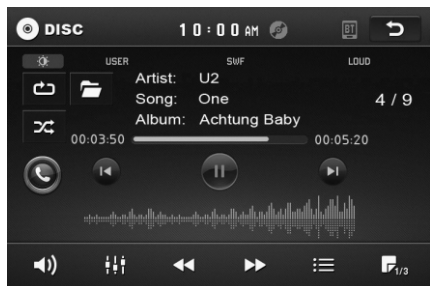 DISC 10:00 AM BT
USER SWF LOUD
Artist: U2
Song: One 4 / 9
Album: Achtung Baby
00:03:50 00:05:20
1/3